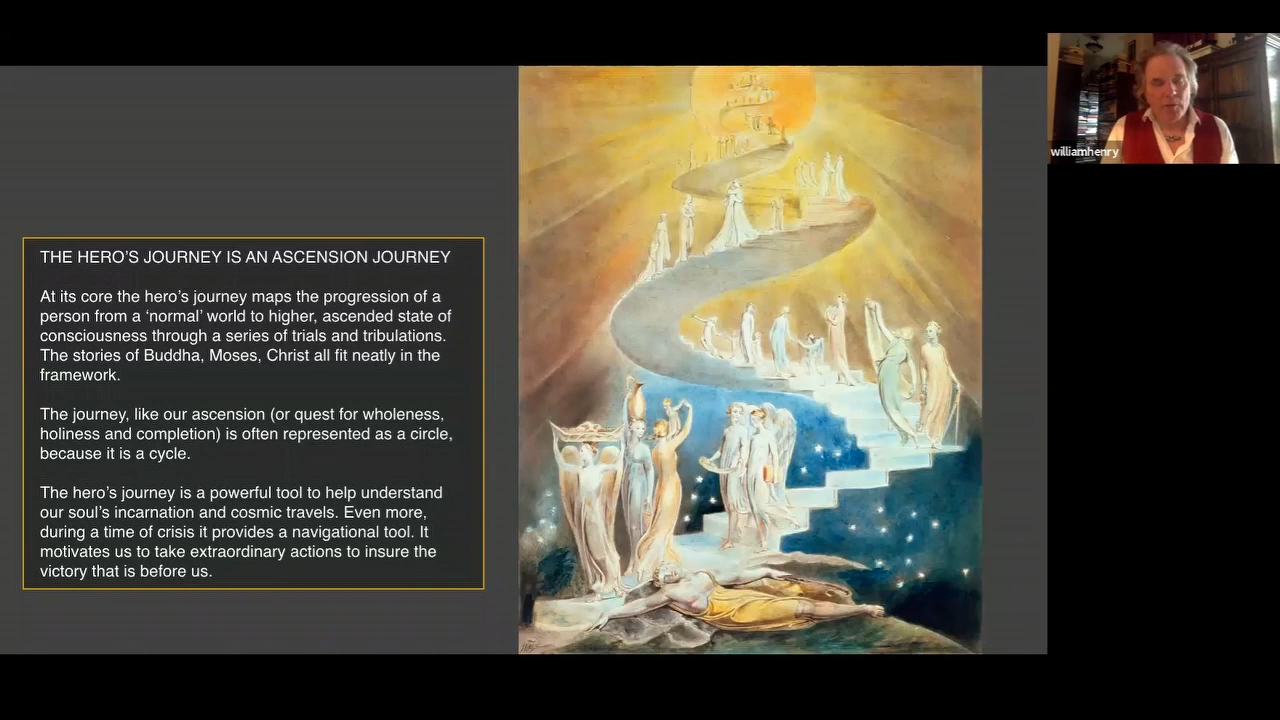 THE HERO'S JOURNEY IS AN ASCENSION JOURNEY
At its core the hero's journey maps the progression of a
person from a 'normal' world to higher, ascended state of
consciousness through a series of trials and tribulations.
The stories of Buddha, Moses, Christ all fit neatly in the
framework.
The journey, like our ascension (or quest for wholeness,
holiness and completion) is often represented as a circle,
because it is a cycle.
The hero's journey is a powerful tool to help understand
our soul's incarnation and cosmic travels. Even more,
during a time of crisis it provides a navigational tool. It
motivates us to take extraordinary actions to insure the
victory that is before us.
williamhenry